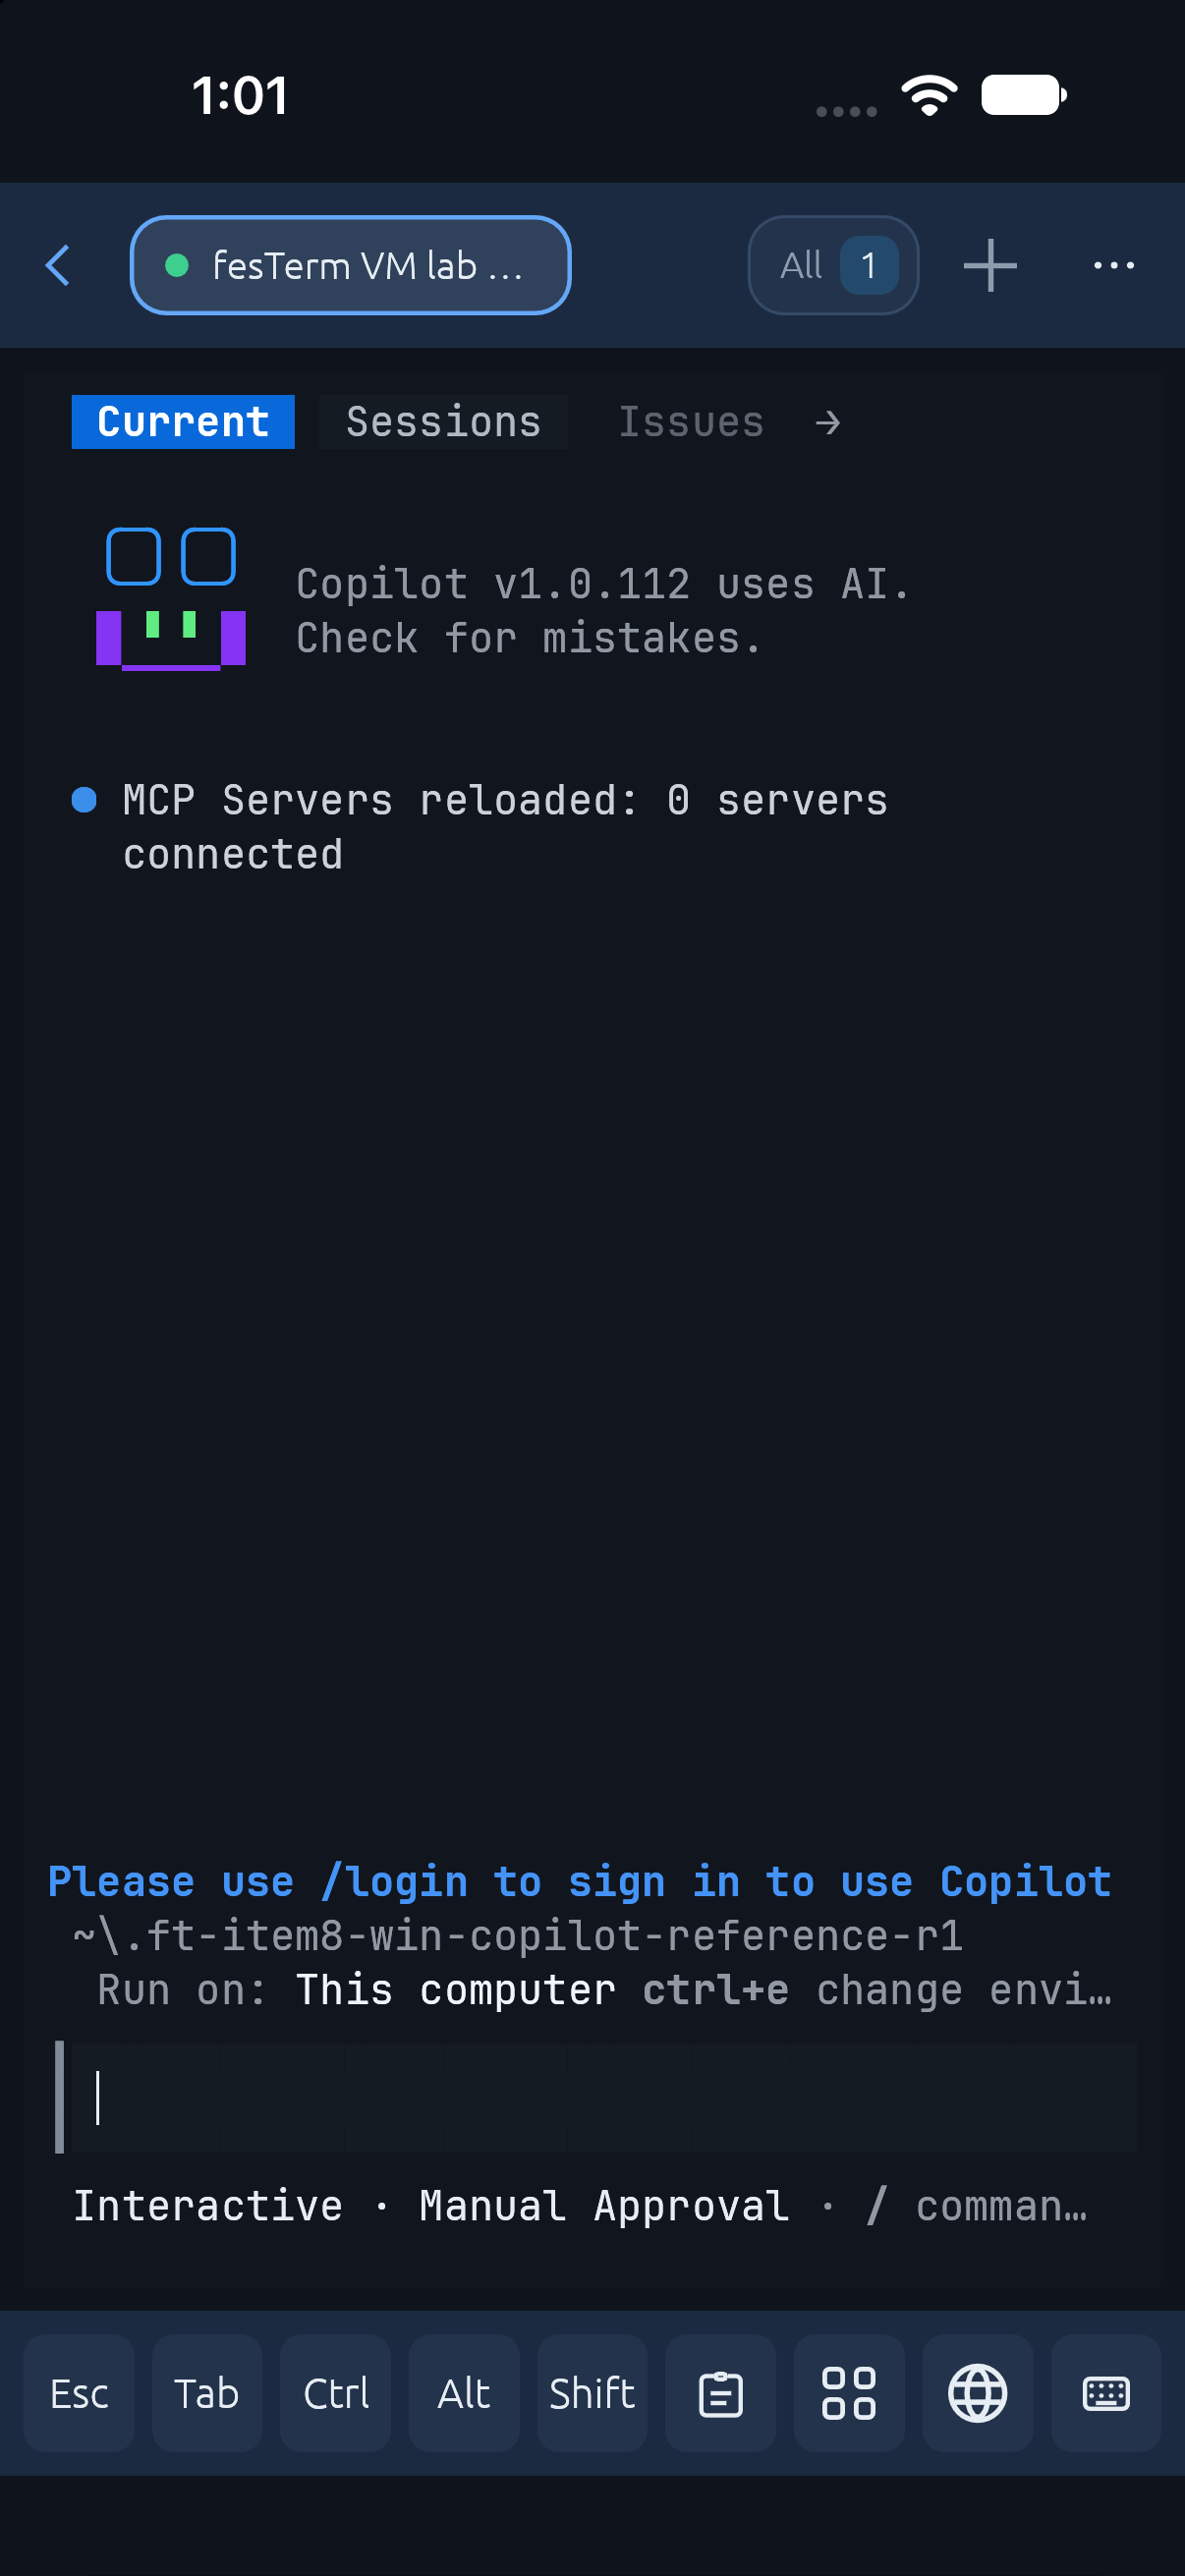 1:01
fesTerm VM lab ...
All 1
Current Sessions Issues →
Copilot v1.0.112 uses AI.
Check for mistakes.
MCP Servers reloaded: 0 servers
connected
Please use /login to sign in to use Copilot
~\.ft-item8-win-copilot-reference-r1
Run on: This computer ctrl+e change envi…
Interactive · Manual Approval · / comman…
Esc Tab Ctrl Alt Shift